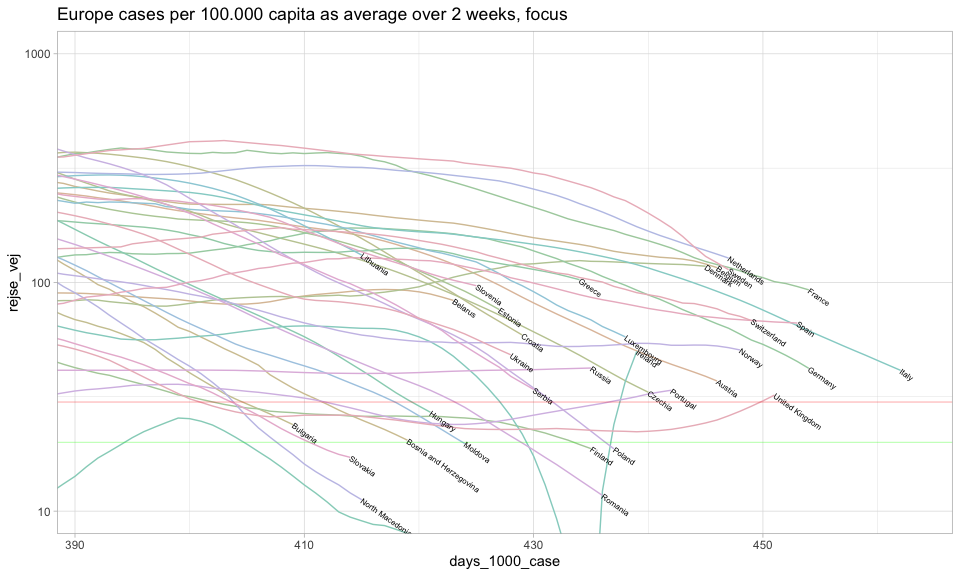 Europe cases per 100.000 capita as average over 2 weeks, focus
1000
100
10
rejse_vej
Lithuania
Netherlands
Sweden
Belgium
Denmark
France
Slovenia
Greece
Belarus
Estonia
Croatia
Spain
Switzerland
Luxembourg
Ireland
Norway
Ukraine
Russia
Germany
Italy
Austria
Serbia
Czechia
Portugal
United Kingdom
Hungary
Bulgaria
Moldova
Bosnia and Herzegovina
Finland
Poland
Slovakia
Romania
North Macedonia
390
410
430
450
days_1000_case